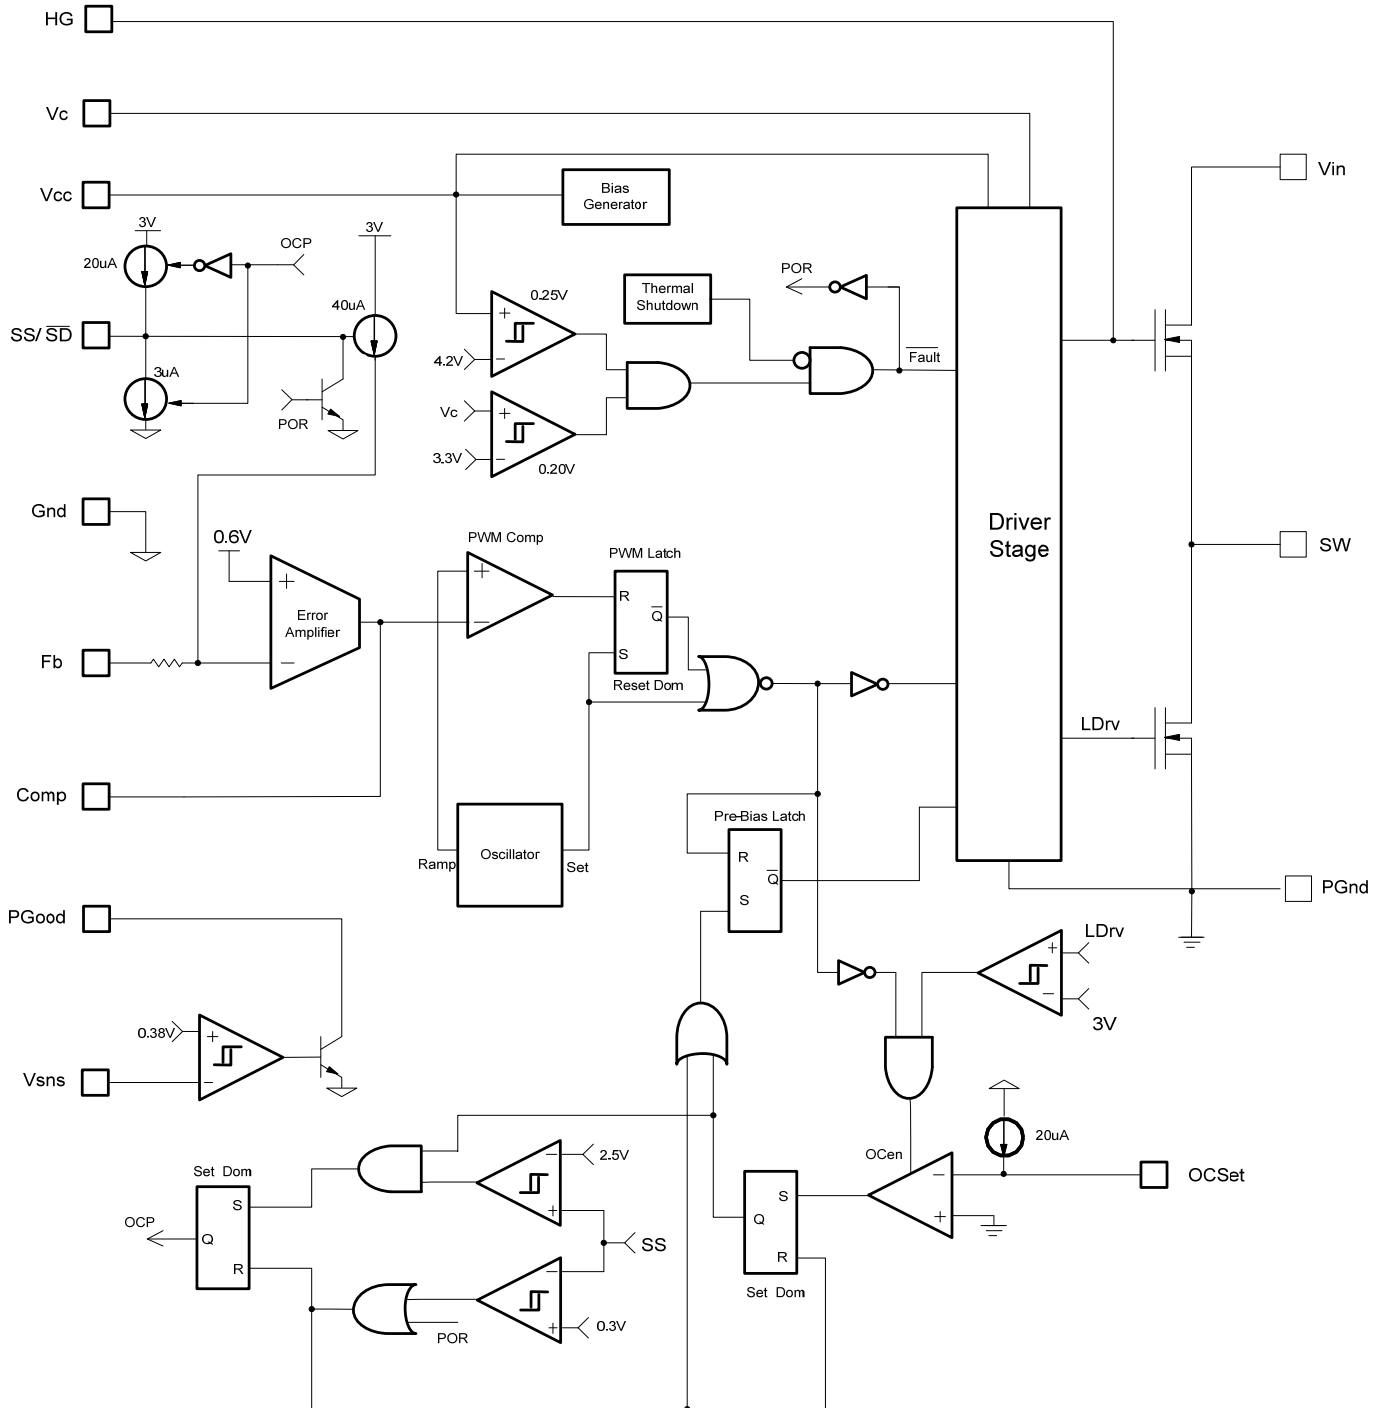 HG
Vc
Vcc
Bias
Generator
Vin
3V
3V
OCP
20uA
POR
Thermal
Shutdown
0.25V
40uA
SS/ S̅D̅
4.2V
F̅a̅u̅l̅t̅
3uA
Vc
POR
3.3V
0.20V
Gnd
0.6V
PWM Comp
PWM Latch
Driver
Stage
SW
+
-
R
Q̅
S
Reset Dom
Error
Amplifier
Fb
LDrv
Comp
Pre-Bias Latch
Ramp
Oscillator
Set
R
Q̅
S
PGnd
PGood
LDrv
3V
0.38V
Vsns
20uA
OCen
OCSet
2.5V
Set Dom
S
Q
R
OCP
SS
S
Q
R
Set Dom
0.3V
POR